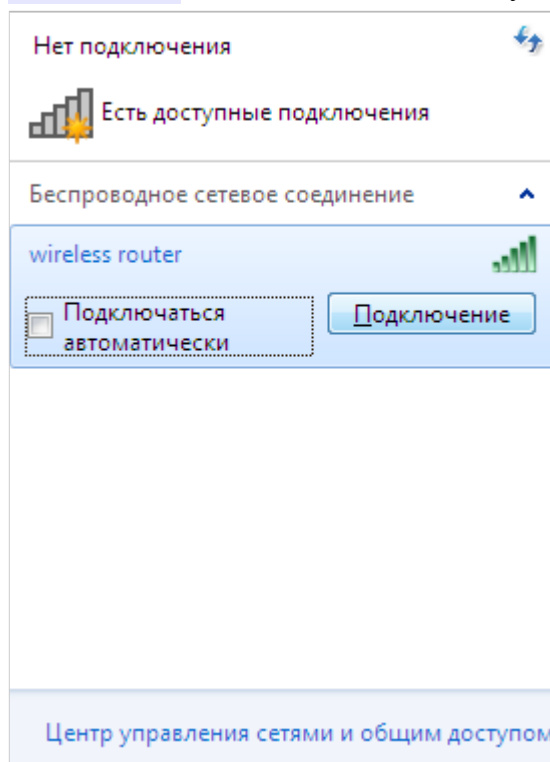 Нет подключения
Есть доступные подключения
Беспроводное сетевое соединение
wireless router
Подключаться
автоматически
Подключение
Центр управления сетями и общим доступом